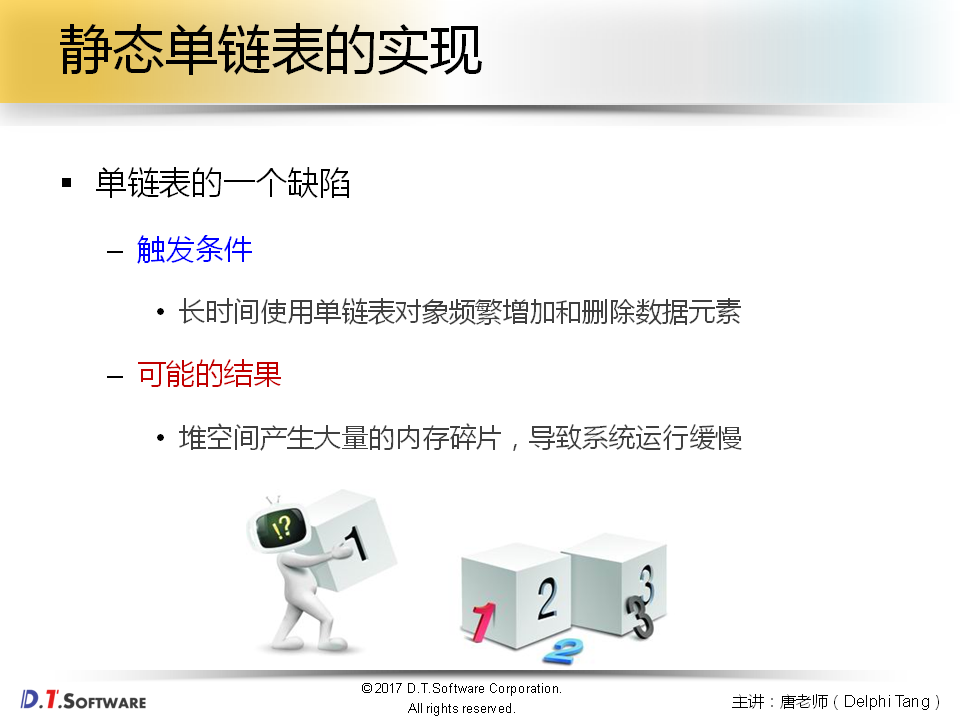 静态单链表的实现
▪ 单链表的一个缺陷
– 触发条件
• 长时间使用单链表对象频繁增加和删除数据元素
– 可能的结果
• 堆空间产生大量的内存碎片，导致系统运行缓慢
!?
1
2
3
1
2
3
D.T.SOFTWARE
©2017 D.T.Software Corporation.
All rights reserved.
主讲：唐老师（Delphi Tang）